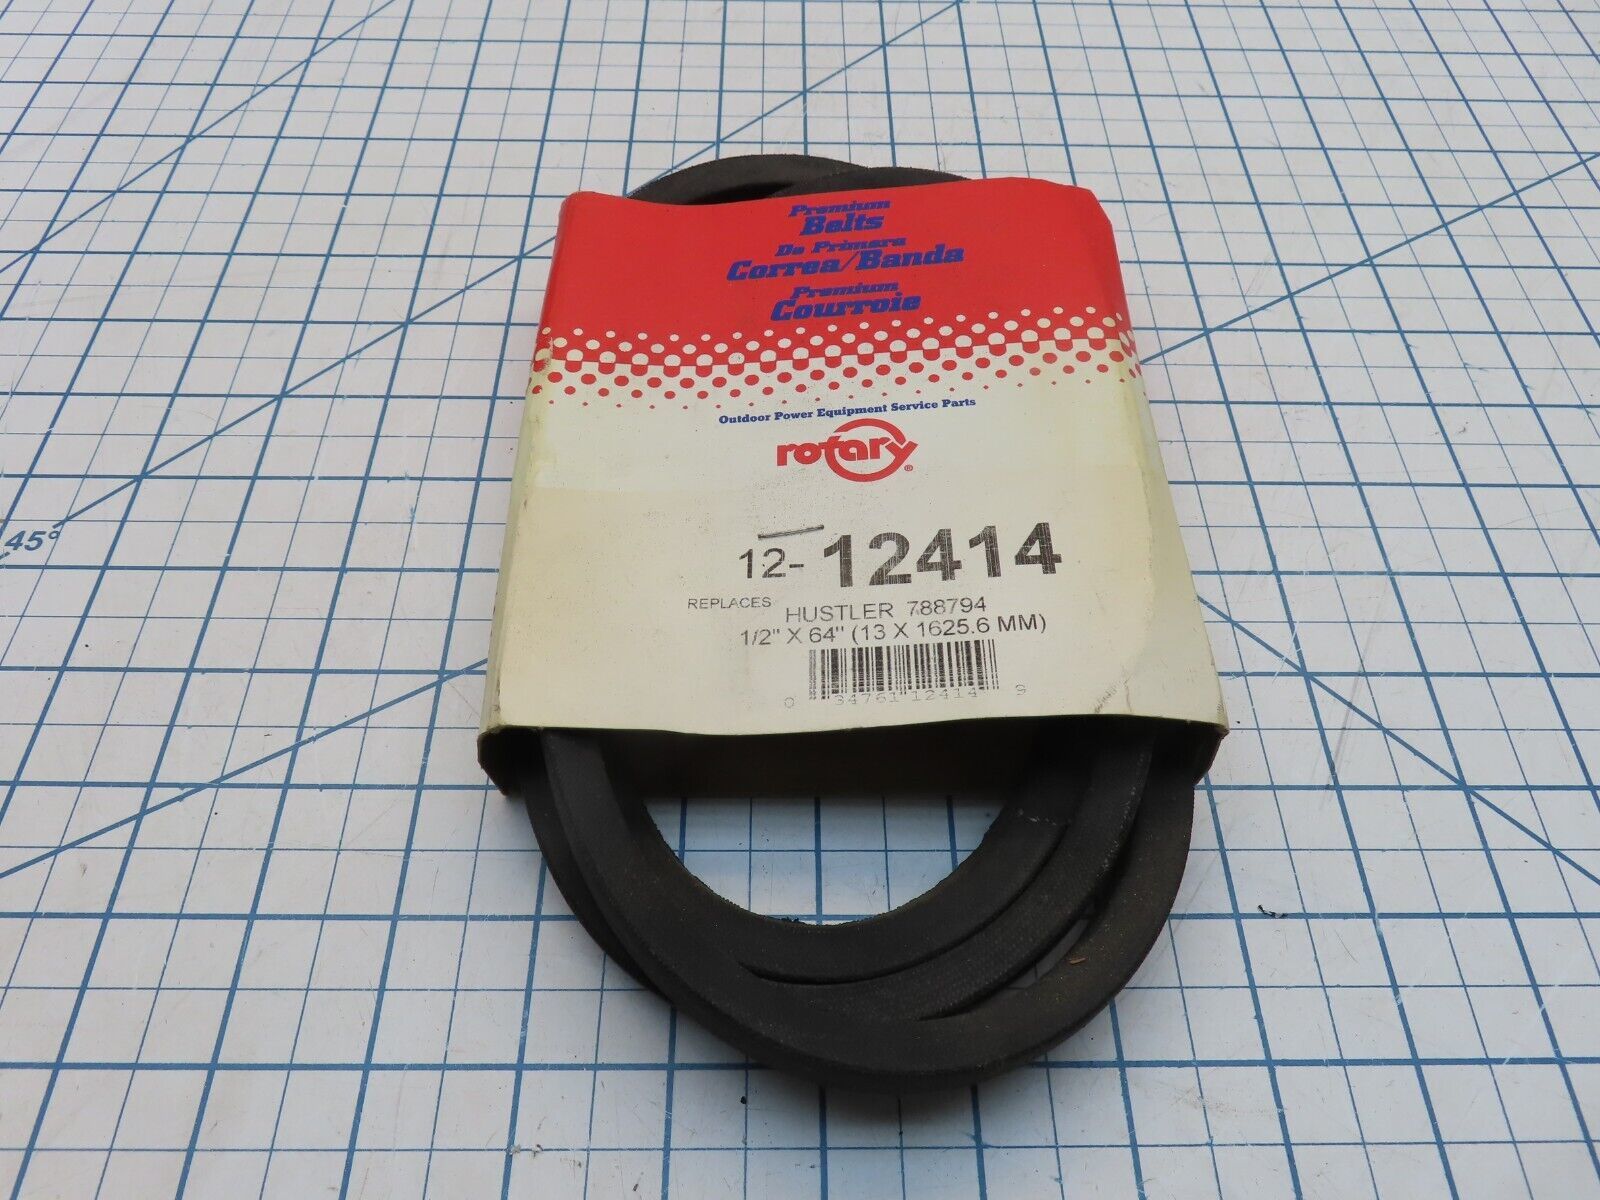 Premium
Belts
De Primera
Correa/Banda
Premium
Courroie
Outdoor Power Equipment Service Parts
rotary®
12-12414
REPLACES HUSTLER 788794
1/2" X 64" (13 X 1625.6 MM)
0 34761 12414 9
45°